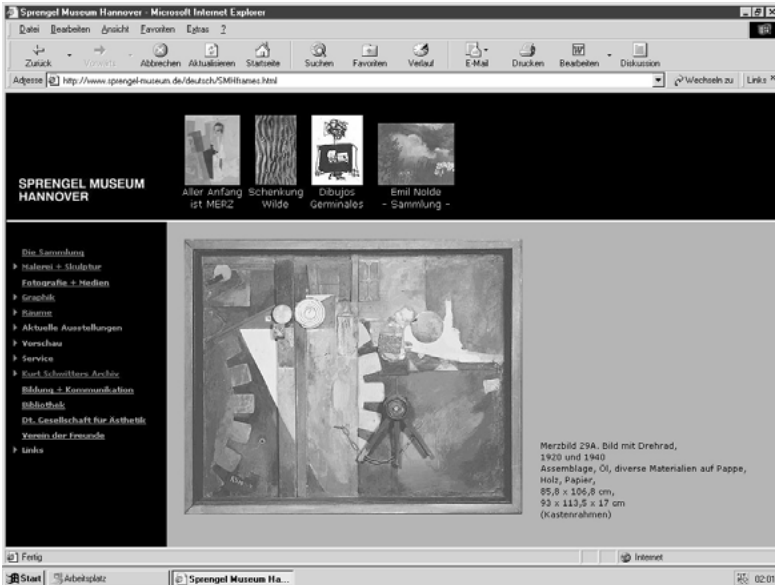 Sprengel Museum Hannover - Microsoft Internet Explorer
Datei Bearbeiten Ansicht Favoriten Extras ?
Zurück Vorwärts Abbrechen Aktualisieren Startseite Suchen Favoriten Verlauf E-Mail Drucken Bearbeiten Diskussion
Adresse http://www.sprengel-museum.de/deutsch/SMHframes.html Wechseln zu Links »
SPRENGEL MUSEUM
HANNOVER
Aller Anfang
ist MERZ
Schenkung
Wilde
Dibujos
Germinales
Emil Nolde
- Sammlung -
Die Sammlung
Malerei + Skulptur
Fotografie + Medien
Graphik
Räume
Aktuelle Ausstellungen
Vorschau
Service
Kurt Schwitters Archiv
Bildung + Kommunikation
Bibliothek
Dt. Gesellschaft für Ästhetik
Verein der Freunde
Links
Merzbild 29A. Bild mit Drehrad,
1920 und 1940
Assemblage, Öl, diverse Materialien auf Pappe,
Holz, Papier,
85,8 x 106,8 cm,
93 x 113,5 x 17 cm
(Kastenrahmen)
Fertig Internet
Start Arbeitsplatz Sprengel Museum Ha... 02:01